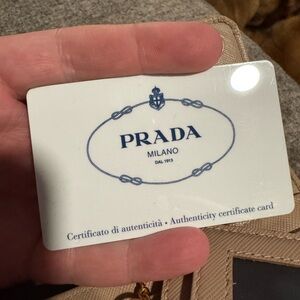 PRADA
MILANO
DAL 1913
Certificato di autenticità • Authenticity certificate card